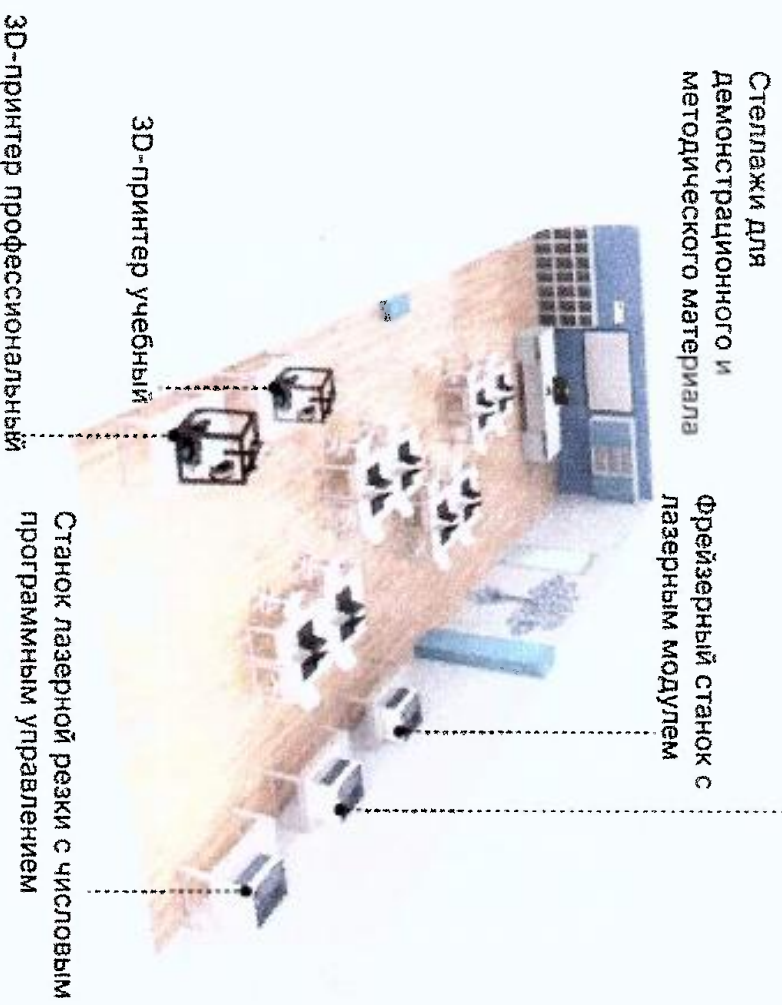 Стеллажи для
демонстрационного и
методического материала
Фрейзерный станок с
лазерным модулем
3D-принтер учебный
3D-принтер профессиональный
Станок лазерной резки с числовым
программным управлением